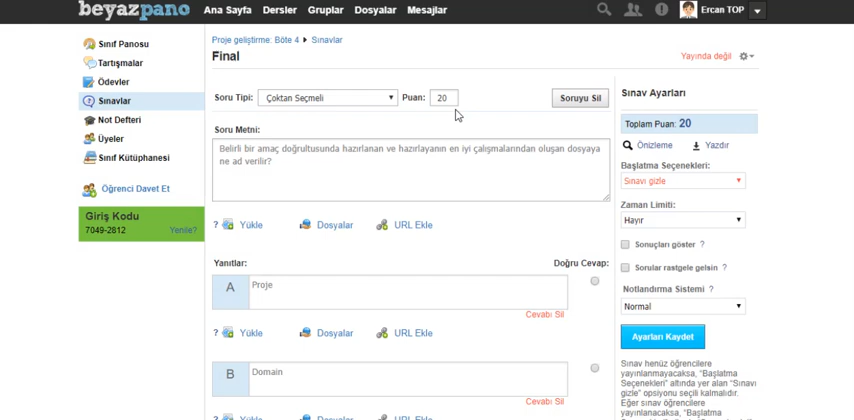 beyazpano Ana Sayfa Dersler Gruplar Dosyalar Mesajlar Ercan TOP
Sınıf Panosu
Tartışmalar
Ödevler
Sınavlar
Not Defteri
Üyeler
Sınıf Kütüphanesi
Öğrenci Davet Et
Giriş Kodu
7049-2812 Yenile?
Proje geliştirme: Böte 4 Sınavlar
Final Yayında değil
Soru Tipi: Çoktan Seçmeli Puan: 20 Soruyu Sil
Soru Metni:
Belirli bir amaç doğrultusunda hazırlanan ve hazırlayanın en iyi çalışmalarından oluşan dosyaya
ne ad verilir?
? Yükle Dosyalar URL Ekle
Yanıtlar: Doğru Cevap:
A Proje
Cevabı Sil
? Yükle Dosyalar URL Ekle
B Domain
Cevabı Sil
? Yükle Dosyalar URL Ekle
Sınav Ayarları
Toplam Puan: 20
Önizleme Yazdır
Başlatma Seçenekleri:
Sınavı gizle
Zaman Limiti:
Hayır
Sonuçları göster ?
Sorular rastgele gelsin ?
Notlandırma Sistemi ?
Normal
Ayarları Kaydet
Sınav henüz öğrencilere
yayınlanmayacaksa, "Başlatma
Seçenekleri" altında yer alan "Sınavı
gizle" opsiyonu seçili kalmalıdır.
Eğer sınav öğrencilere
yayınlanacaksa, "Başlatma